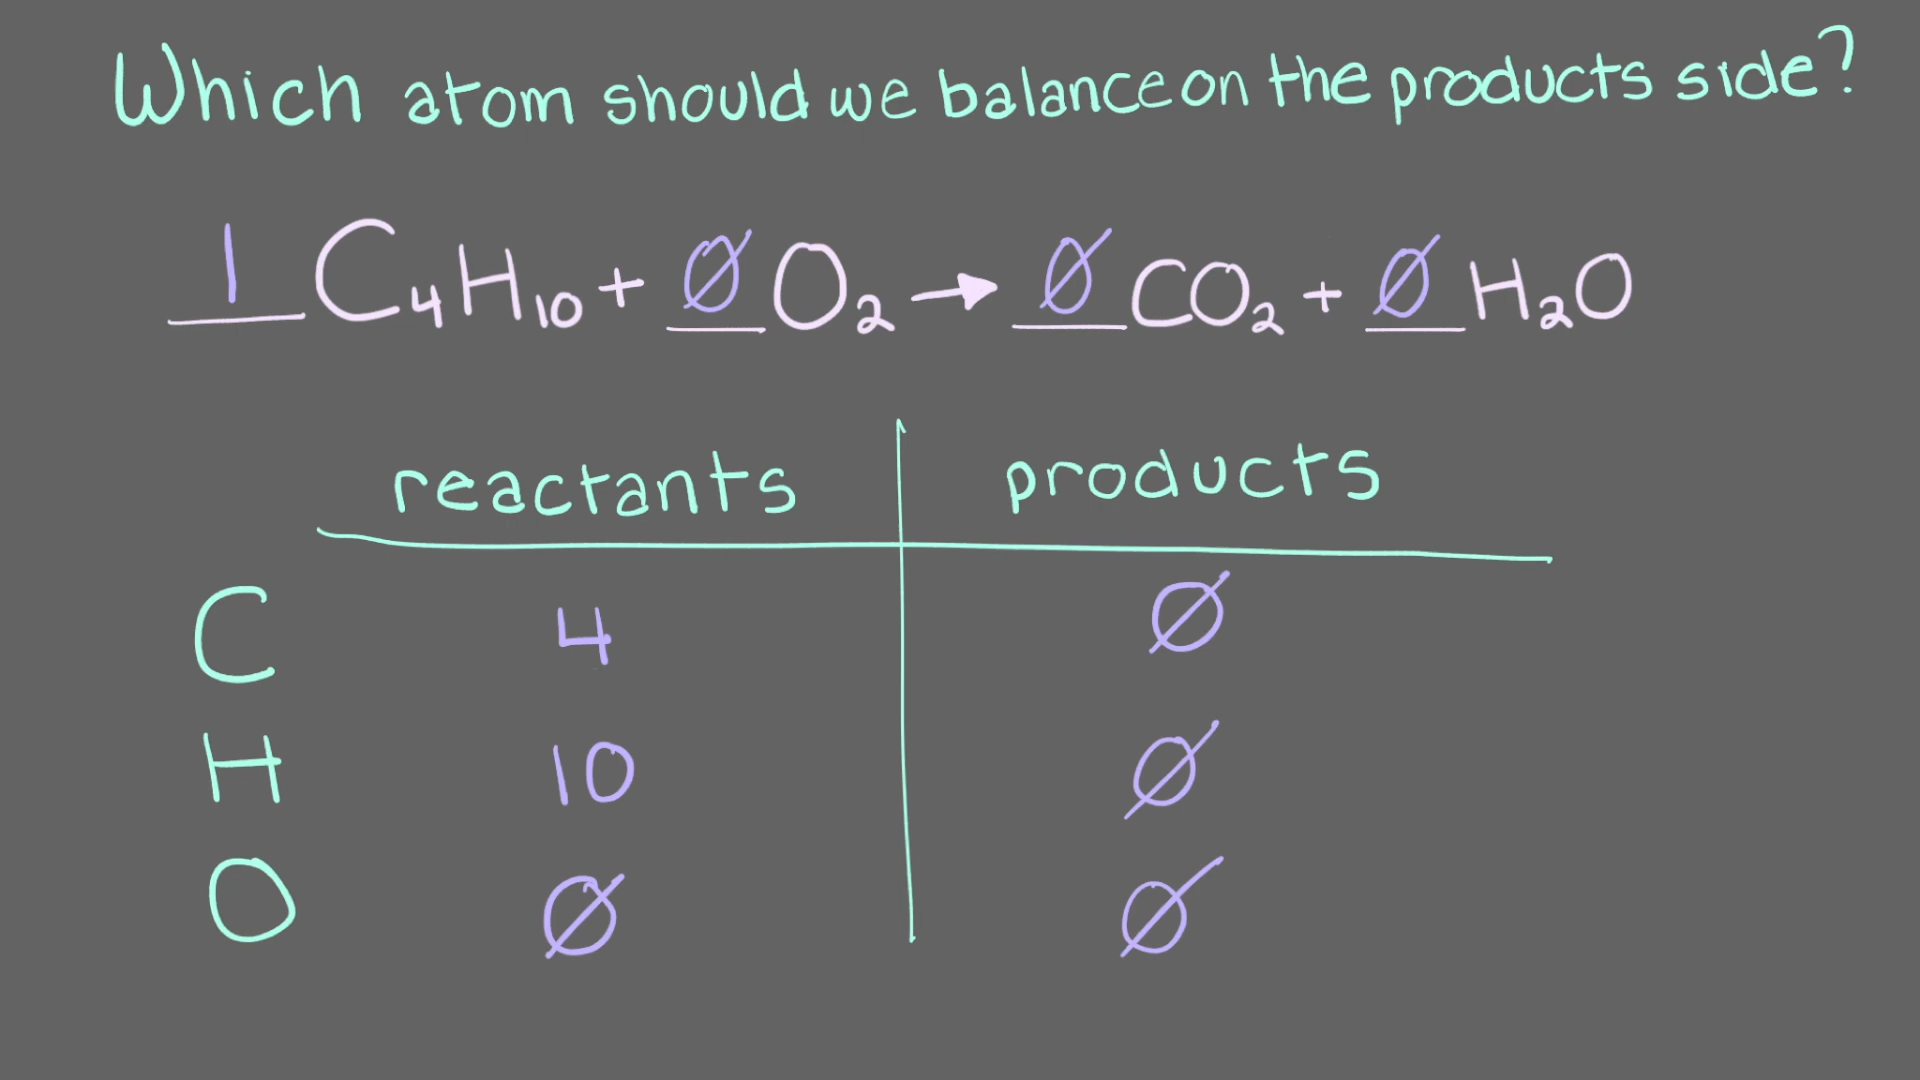 Which atom should we balance on the products side?
1 C₄H₁₀ + Ø O₂ → Ø CO₂ + Ø H₂O
reactants products
C 4 Ø
H 10 Ø
O Ø Ø